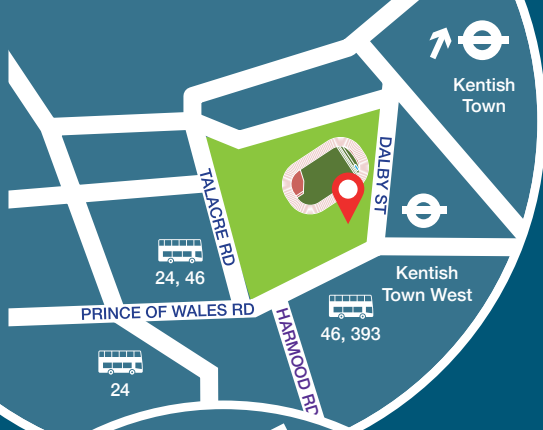 Kentish
Town
DALBY ST
TALACRE RD
24, 46
Kentish
Town West
PRINCE OF WALES RD
46, 393
HARMOOD RD
24